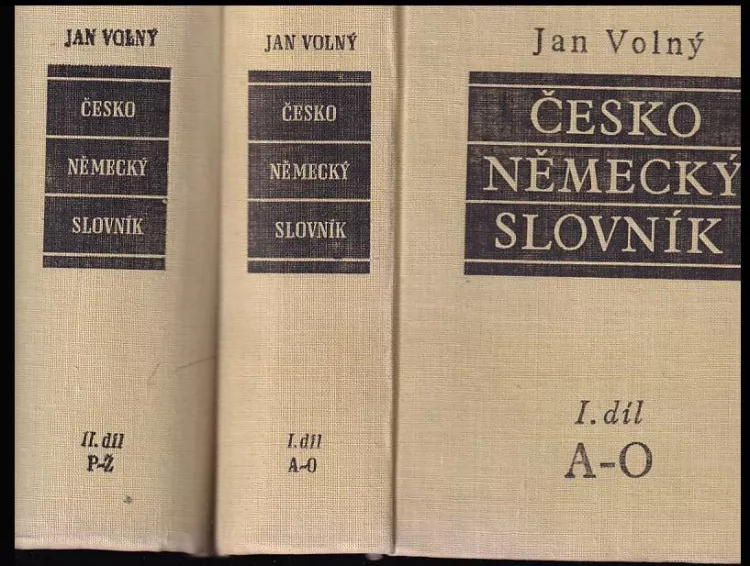 JAN VOLNÝ
ČESKO
NĚMECKÝ
SLOVNÍK
II. díl
P-Ž
JAN VOLNÝ
ČESKO
NĚMECKÝ
SLOVNÍK
I. díl
A-O
Jan Volný
ČESKO
NĚMECKÝ
SLOVNÍK
I. díl
A-O